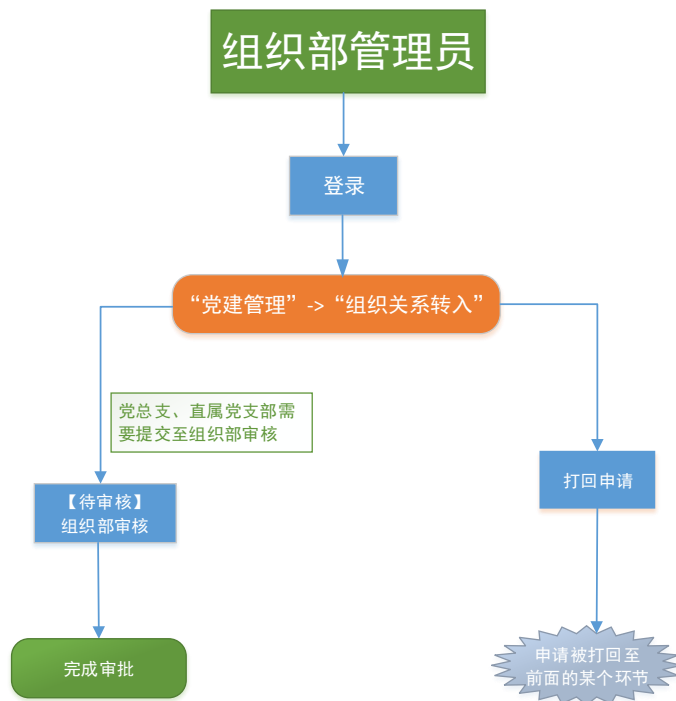 组织部管理员
登录
“党建管理” -> “组织关系转入”
党总支、直属党支部需
要提交至组织部审核
打回申请
【待审核】
组织部审核
申请被打回至
前面的某个环节
完成审批